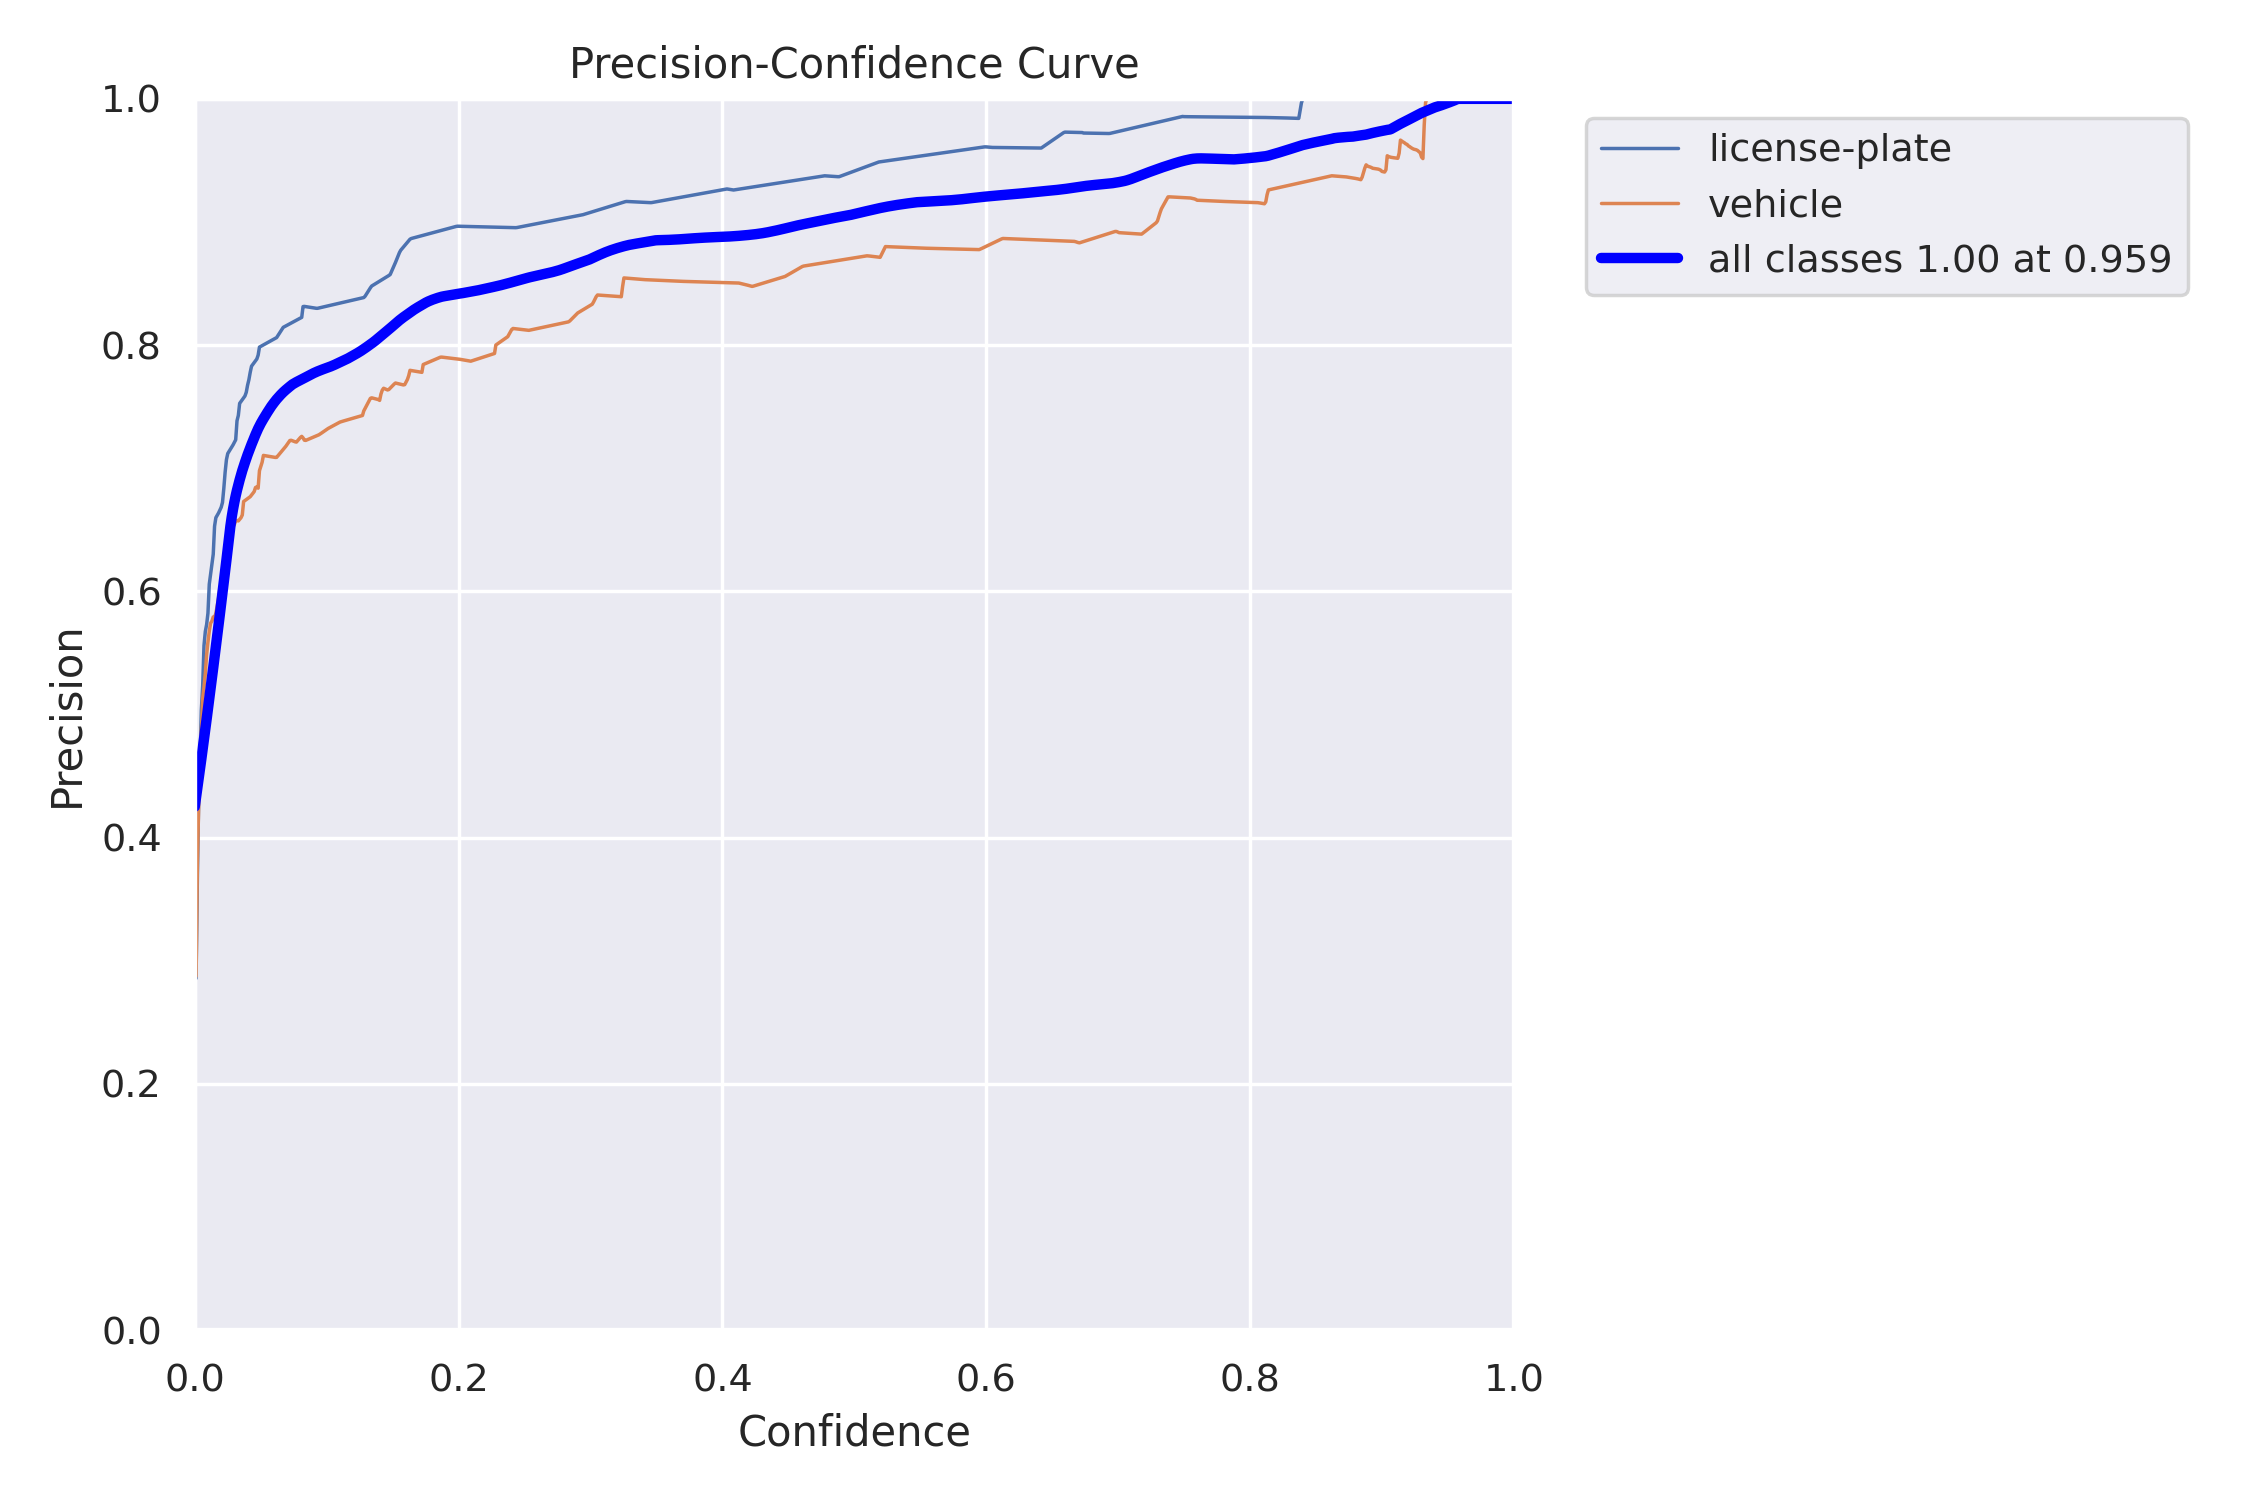 Precision-Confidence Curve
1.0
0.8
0.6
0.4
0.2
0.0
Precision
0.0 0.2 0.4 0.6 0.8 1.0
Confidence
license-plate
vehicle
all classes 1.00 at 0.959